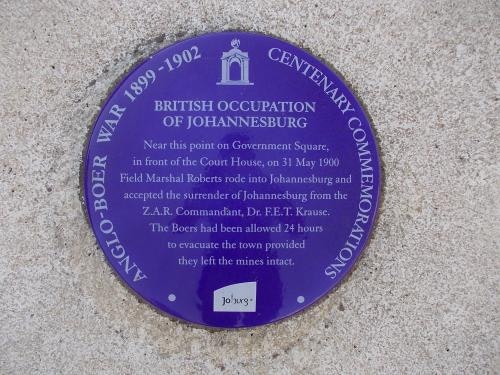 ANGLO-BOER WAR 1899-1902
CENTENARY COMMEMORATIONS
BRITISH OCCUPATION
OF JOHANNESBURG
Near this point on Government Square,
in front of the Court House, on 31 May 1900
Field Marshal Roberts rode into Johannesburg and
accepted the surrender of Johannesburg from the
Z.A.R. Commandant, Dr. F.E.T. Krause.
The Boers had been allowed 24 hours
to evacuate the town provided
they left the mines intact.
Joburg